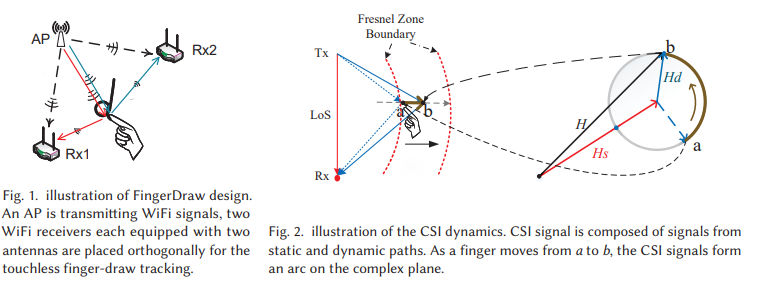 AP
Rx2
Rx1
Fig. 1. illustration of FingerDraw design.
An AP is transmitting WiFi signals, two
WiFi receivers each equipped with two
antennas are placed orthogonally for the
touchless finger-draw tracking.
Fresnel Zone
Boundary
Tx
LoS
Rx
a
b
b
Hd
H
Hs
a
Fig. 2. illustration of the CSI dynamics. CSI signal is composed of signals from
static and dynamic paths. As a finger moves from a to b, the CSI signals form
an arc on the complex plane.